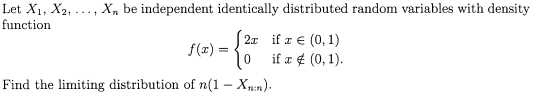 Let X₁, X₂, ..., Xₙ be independent identically distributed random variables with density
function
f(x) = { 2x if x ∈ (0, 1)
0 if x ∉ (0, 1).
Find the limiting distribution of n(1 − Xₙ:ₙ).